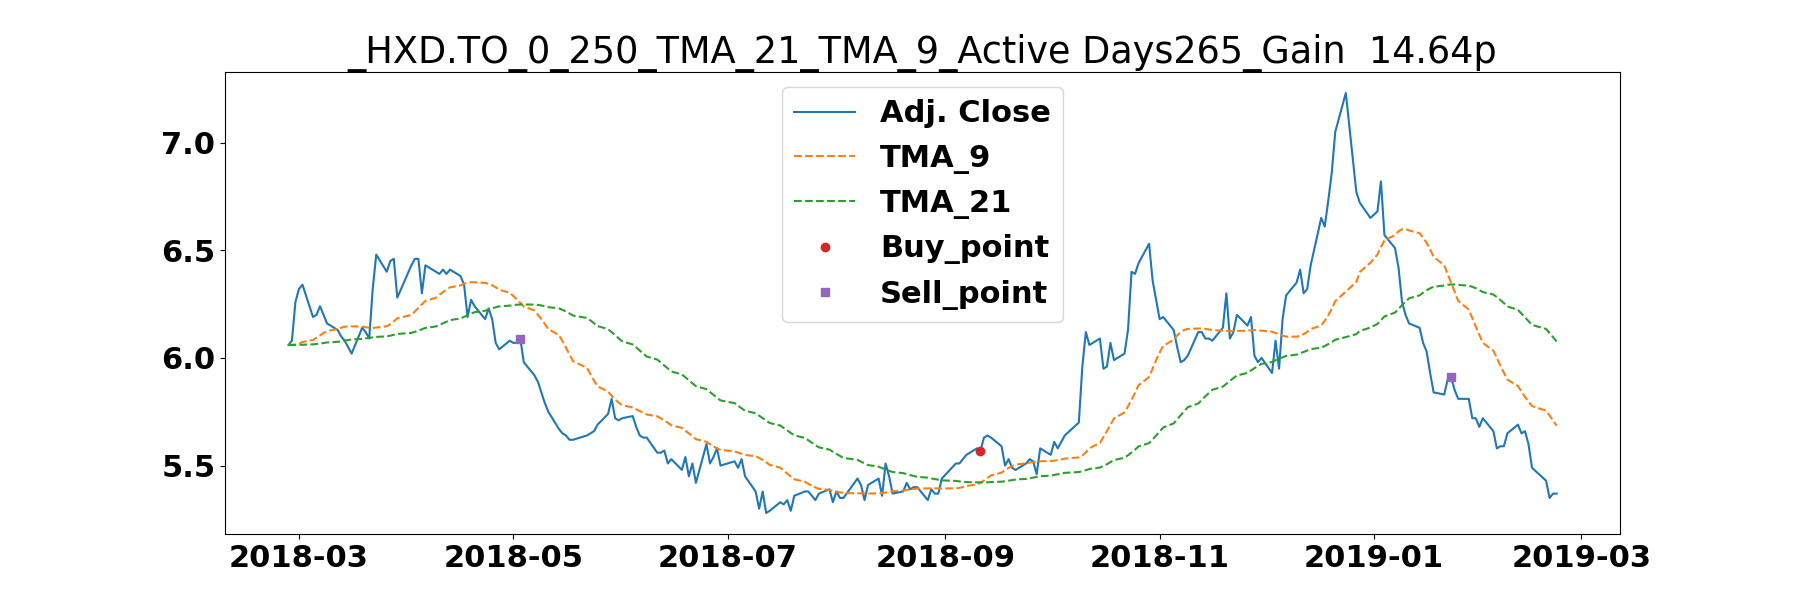 _HXD.TO_0_250_TMA_21_TMA_9_Active Days265_Gain  14.64p
Adj. Close
TMA_9
TMA_21
Buy_point
Sell_point
7.0
6.5
6.0
5.5
2018-03 2018-05 2018-07 2018-09 2018-11 2019-01 2019-03